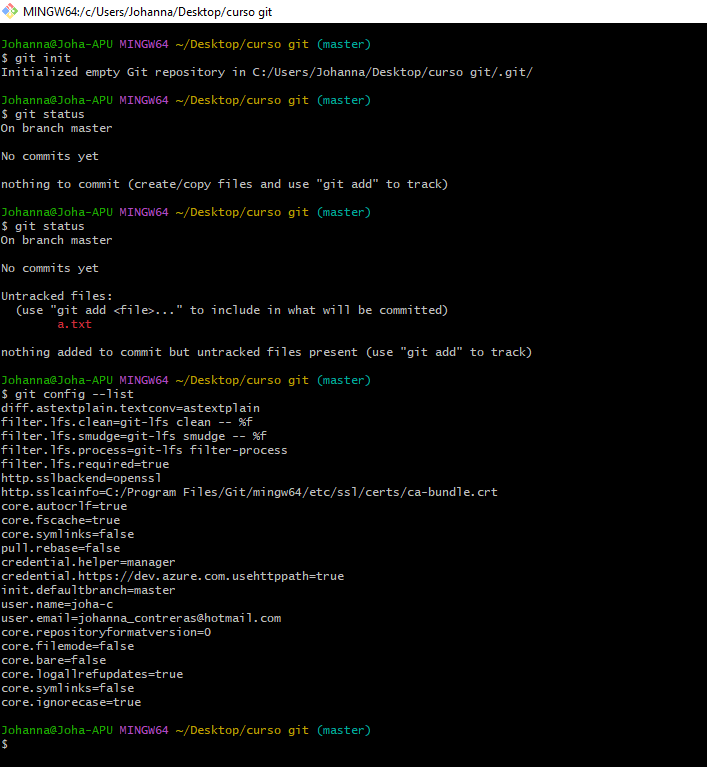 MINGW64:/c/Users/Johanna/Desktop/curso git
Johanna@Joha-APU MINGW64 ~/Desktop/curso git (master)
$ git init
Initialized empty Git repository in C:/Users/Johanna/Desktop/curso git/.git/
Johanna@Joha-APU MINGW64 ~/Desktop/curso git (master)
$ git status
On branch master
No commits yet
nothing to commit (create/copy files and use "git add" to track)
Johanna@Joha-APU MINGW64 ~/Desktop/curso git (master)
$ git status
On branch master
No commits yet
Untracked files:
  (use "git add <file>..." to include in what will be committed)
        a.txt
nothing added to commit but untracked files present (use "git add" to track)
Johanna@Joha-APU MINGW64 ~/Desktop/curso git (master)
$ git config --list
diff.astextplain.textconv=astextplain
filter.lfs.clean=git-lfs clean -- %f
filter.lfs.smudge=git-lfs smudge -- %f
filter.lfs.process=git-lfs filter-process
filter.lfs.required=true
http.sslbackend=openssl
http.sslcainfo=C:/Program Files/Git/mingw64/etc/ssl/certs/ca-bundle.crt
core.autocrlf=true
core.fscache=true
core.symlinks=false
pull.rebase=false
credential.helper=manager
credential.https://dev.azure.com.usehttppath=true
init.defaultbranch=master
user.name=joha-c
user.email=johanna_contreras@hotmail.com
core.repositoryformatversion=0
core.filemode=false
core.bare=false
core.logallrefupdates=true
core.symlinks=false
core.ignorecase=true
Johanna@Joha-APU MINGW64 ~/Desktop/curso git (master)
$